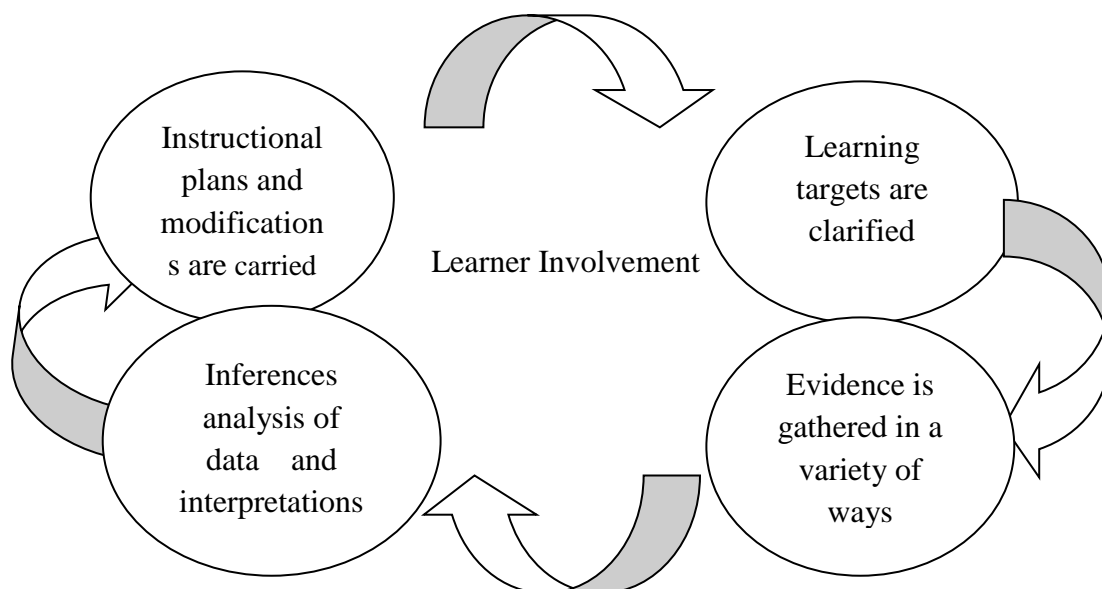 Instructional
plans and
modification
s are carried
Learning
targets are
clarified
Learner Involvement
Inferences
analysis of
data and
interpretations
Evidence is
gathered in a
variety of
ways